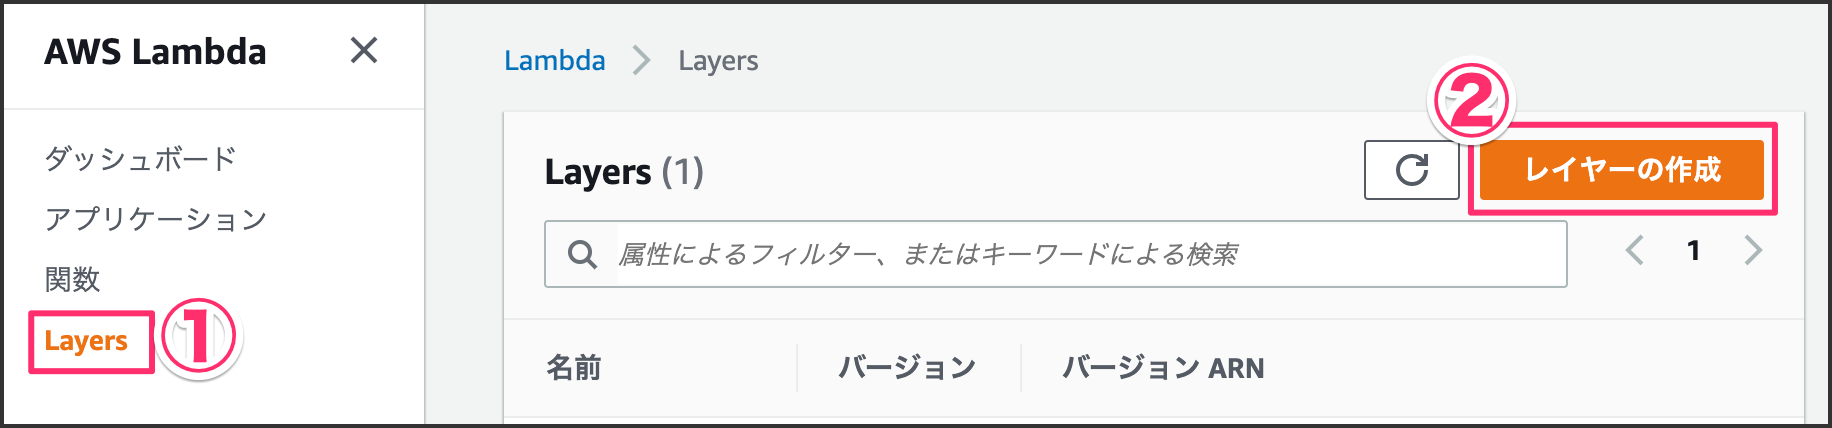 AWS Lambda
ダッシュボード
アプリケーション
関数
Layers
①
Lambda > Layers
②
Layers (1)
レイヤーの作成
属性によるフィルター、またはキーワードによる検索
< 1 >
名前 バージョン バージョン ARN